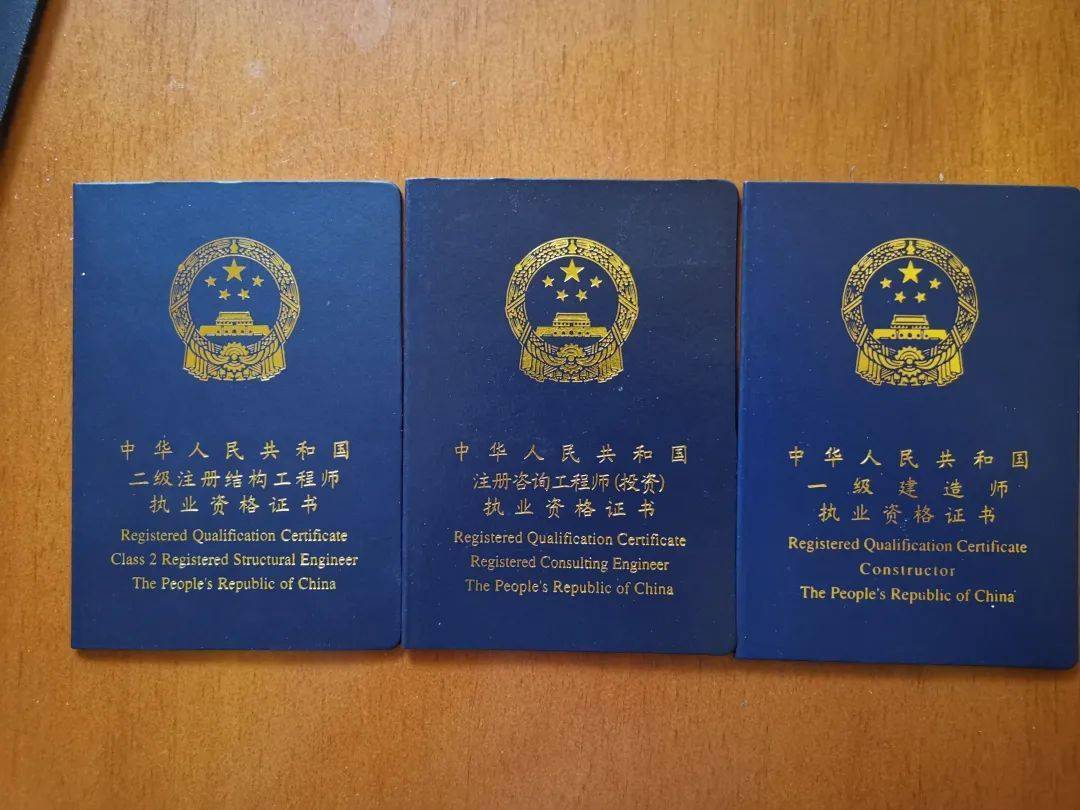 中华人民共和国
二级注册结构工程师
执业资格证书
Registered Qualification Certificate
Class 2 Registered Structural Engineer
The People's Republic of China
中华人民共和国
注册咨询工程师(投资)
执业资格证书
Registered Qualification Certificate
Registered Consulting Engineer
The People's Republic of China
中华人民共和国
一级建造师
执业资格证书
Registered Qualification Certificate
Constructor
The People's Republic of China